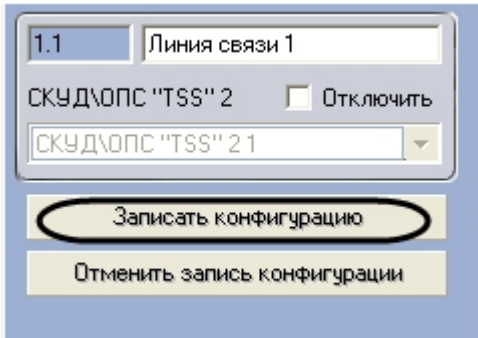 1.1 Линия связи 1
СКУД\ОПС "TSS" 2 Отключить
СКУД\ОПС "TSS" 2 1
Записать конфигурацию
Отменить запись конфигурации